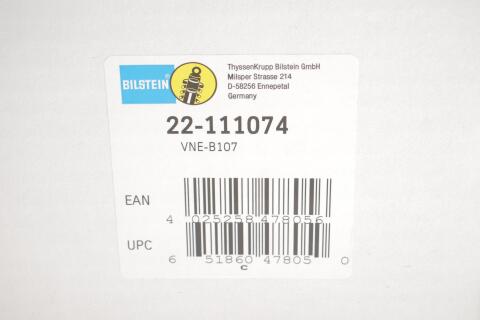 BILSTEIN
ThyssenKrupp Bilstein GmbH
Milsper Strasse 214
D-58256 Ennepetal
Germany
22-111074
VNE-B107
EAN
4 025258 478056
UPC
6 51860 47805 0
c